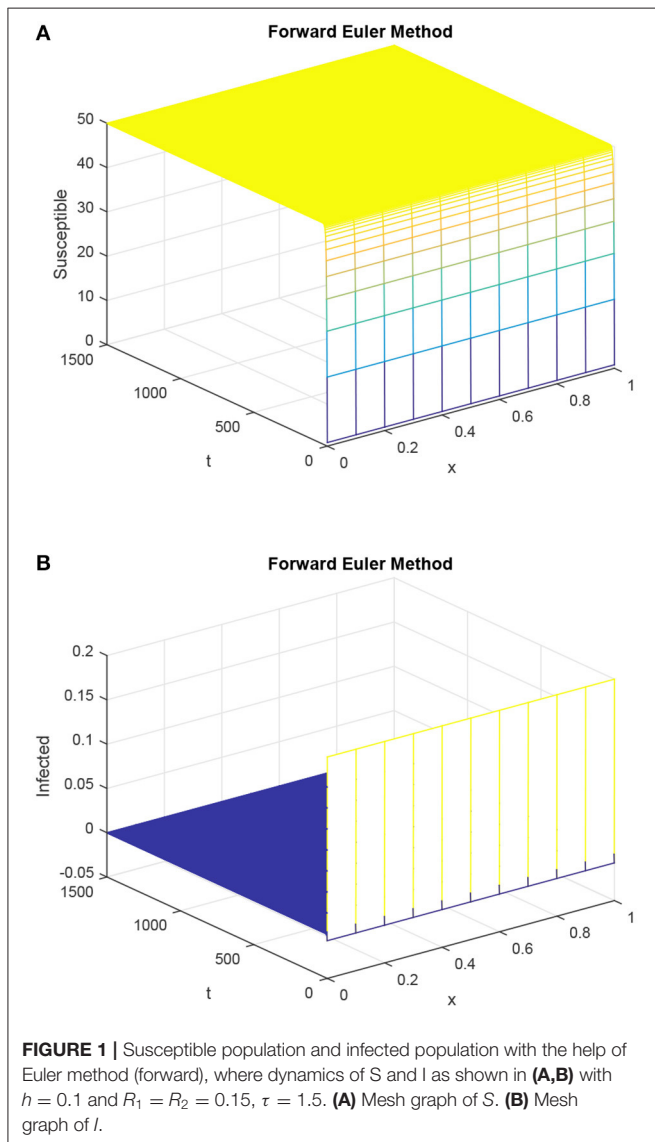 A
Forward Euler Method
50
40
30
20
10
0
Susceptible
1500
1000
500
0
t
0
0.2
0.4
0.6
0.8
1
x
B
Forward Euler Method
0.2
0.15
0.1
0.05
0
-0.05
Infected
1500
1000
500
0
t
0
0.2
0.4
0.6
0.8
1
x
FIGURE 1 | Susceptible population and infected population with the help of
Euler method (forward), where dynamics of S and I as shown in (A,B) with
h = 0.1 and R₁ = R₂ = 0.15, τ = 1.5. (A) Mesh graph of S. (B) Mesh
graph of I.